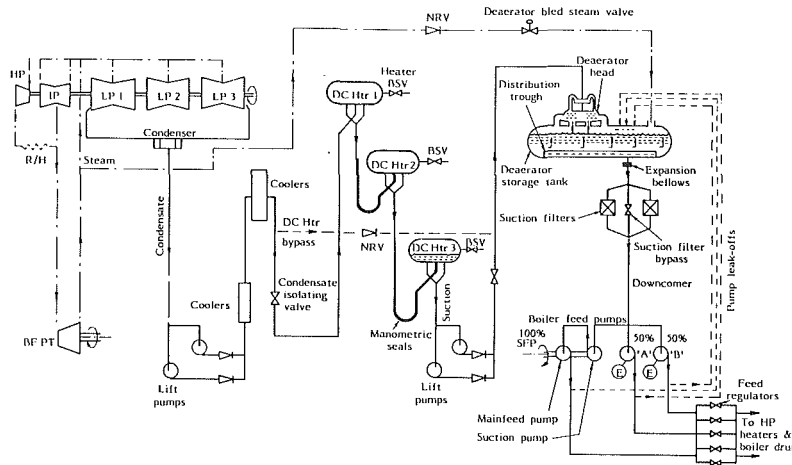 Deaerator bled steam valve
NRV
HP
IP
LP 1
LP 2
LP 3
Heater
BSV
DC Htr 1
Deaerator
head
Distribution
trough
Condenser
R/H
Steam
DC Htr 2
BSV
Deaerator
storage tank
Expansion
bellows
Coolers
Suction filters
Condensate
DC Htr
bypass
NRV
DC Htr 3
BSV
Suction filter
bypass
Pump leak-offs
Coolers
Condensate
isolating
valve
Suction
Downcomer
Manometric
seals
Boiler feed pumps
BF PT
100%
SFP
50%
'A'
50%
'B'
E
E
Lift
pumps
Lift
pumps
Mainfeed pump
Suction pump
Feed
regulators
To HP
heaters &
boiler dru